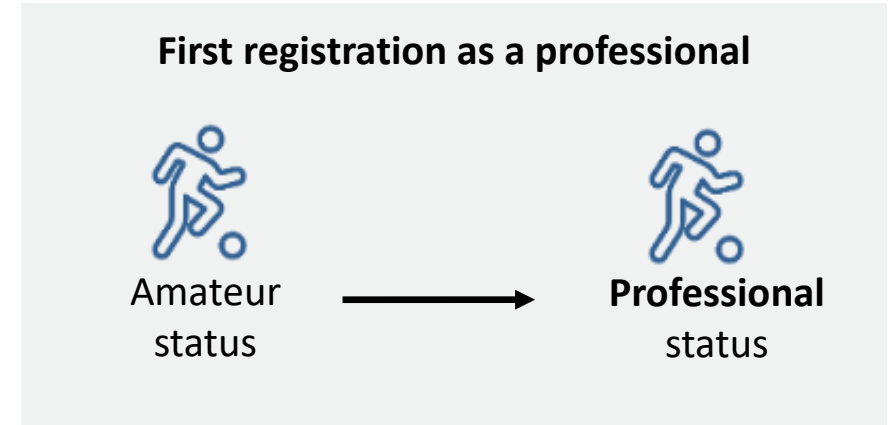 First registration as a professional
Amateur
status
Professional
status